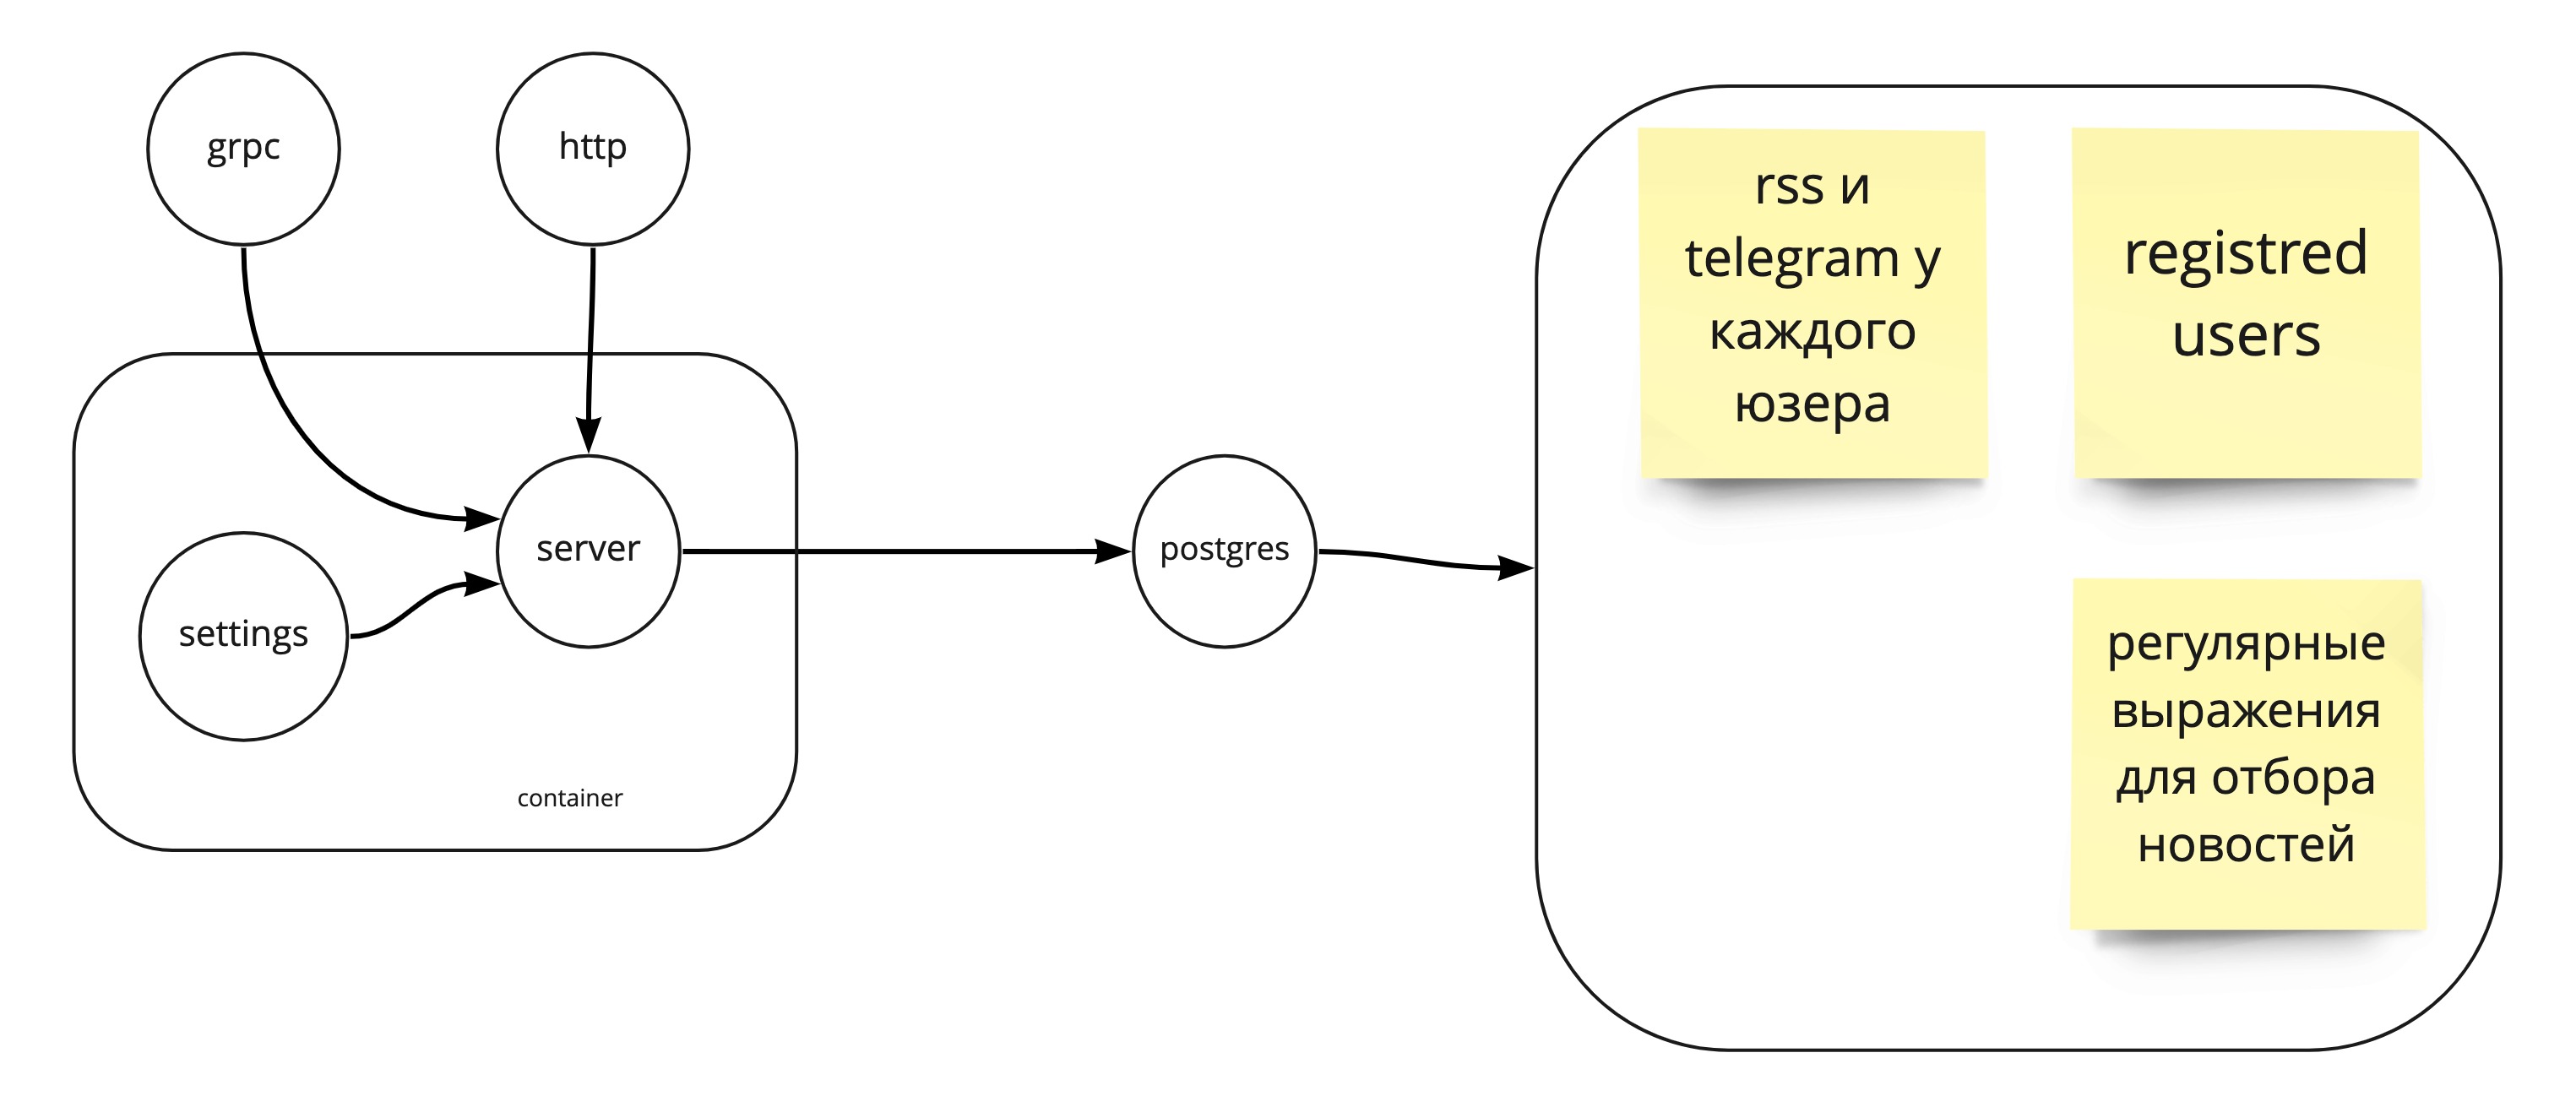 grpc
http
server
settings
container
postgres
rss и
telegram у
каждого
юзера
registred
users
регулярные
выражения
для отбора
новостей